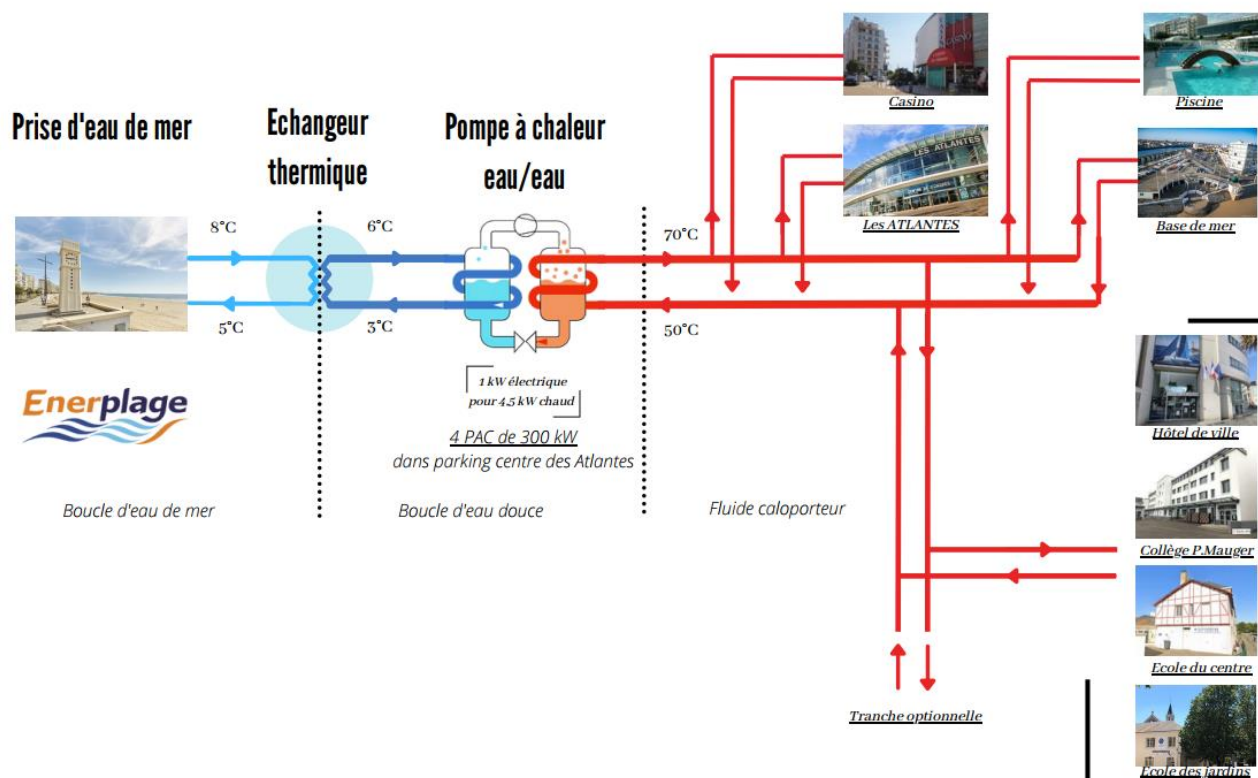 Prise d'eau de mer
Echangeur
thermique
Pompe à chaleur
eau/eau
8°C
5°C
6°C
3°C
70°C
50°C
Enerplage
1 kW électrique
pour 4,5 kW chaud
4 PAC de 300 kW
dans parking centre des Atlantes
Boucle d'eau de mer
Boucle d'eau douce
Fluide caloporteur
CASINO
Casino
Piscine
LES ATLANTES
Les ATLANTES
Base de mer
Hôtel de ville
Collège P.Mauger
Ecole du centre
Ecole des jardins
Tranche optionnelle